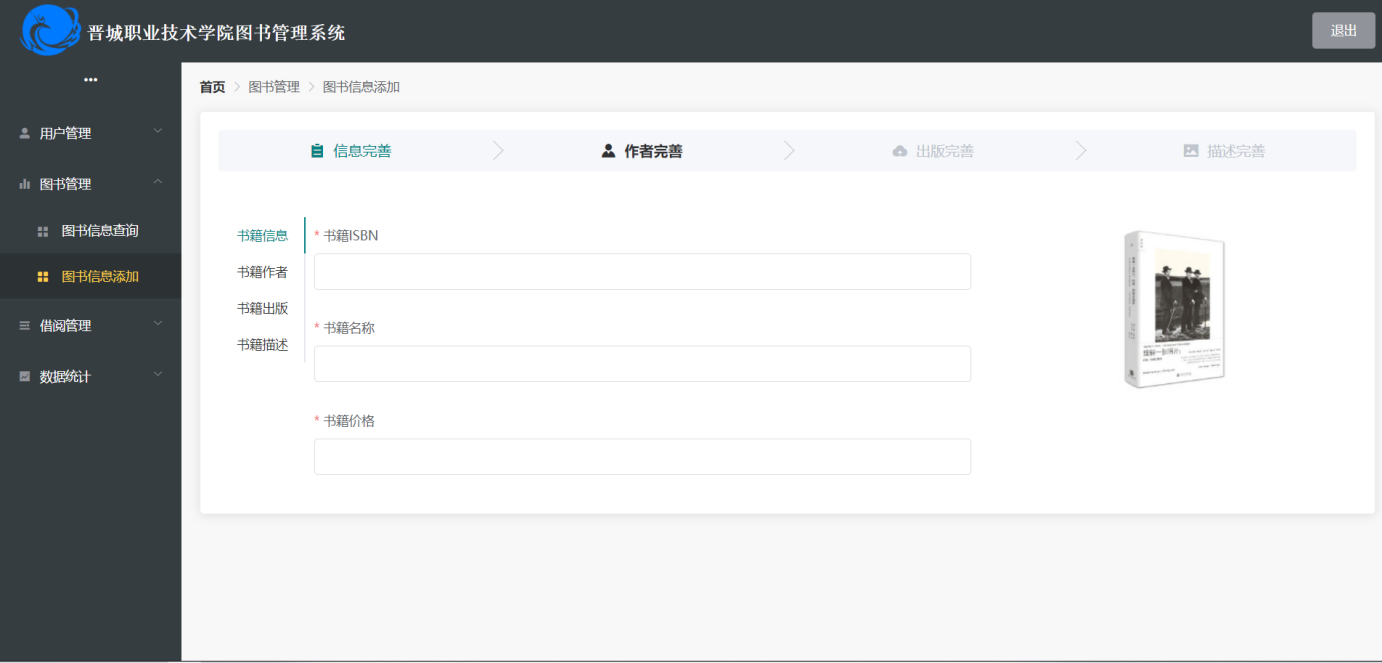 晋城职业技术学院图书管理系统
退出
•••
首页 > 图书管理 > 图书信息添加
用户管理
图书管理
图书信息查询
图书信息添加
借阅管理
数据统计
信息完善
作者完善
出版完善
描述完善
书籍信息
书籍作者
书籍出版
书籍描述
* 书籍ISBN
* 书籍名称
* 书籍价格